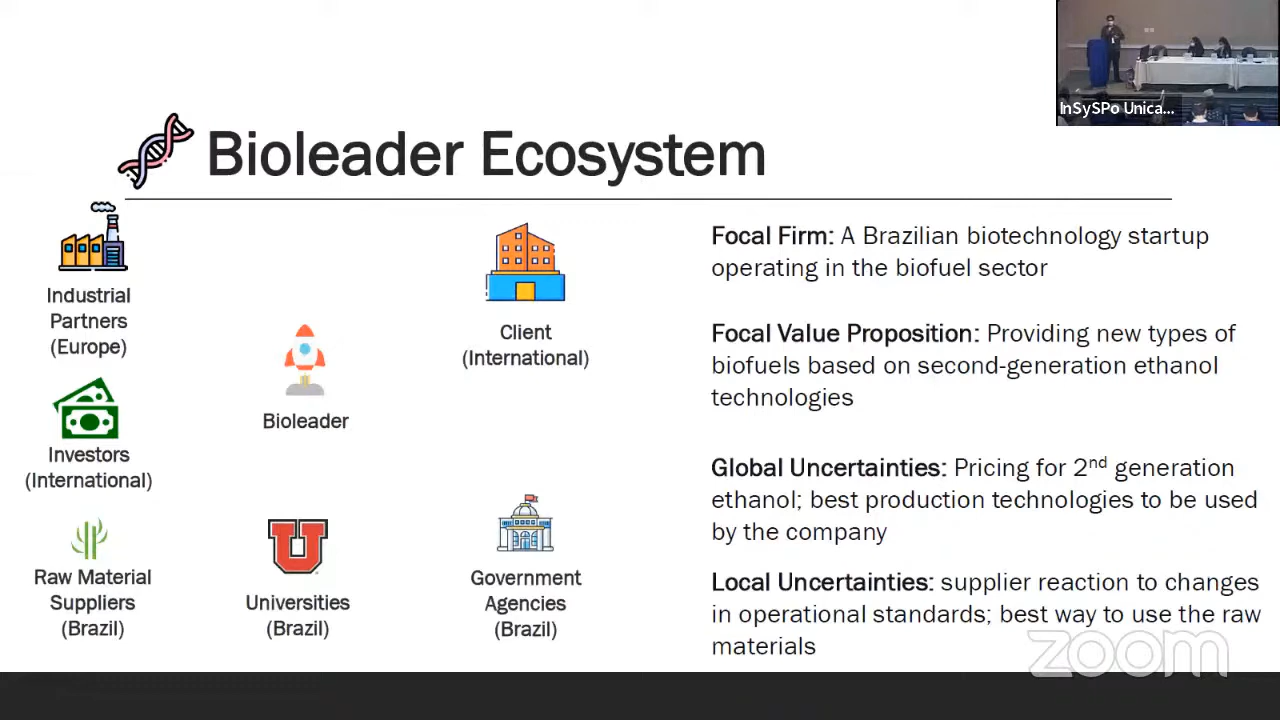 InSySPo Unica...
Bioleader Ecosystem
Industrial
Partners
(Europe)
Client
(International)
Bioleader
Investors
(International)
Raw Material
Suppliers
(Brazil)
U
Universities
(Brazil)
Government
Agencies
(Brazil)
Focal Firm: A Brazilian biotechnology startup
operating in the biofuel sector
Focal Value Proposition: Providing new types of
biofuels based on second-generation ethanol
technologies
Global Uncertainties: Pricing for 2nd generation
ethanol; best production technologies to be used
by the company
Local Uncertainties: supplier reaction to changes
in operational standards; best way to use the raw
materials
zoom